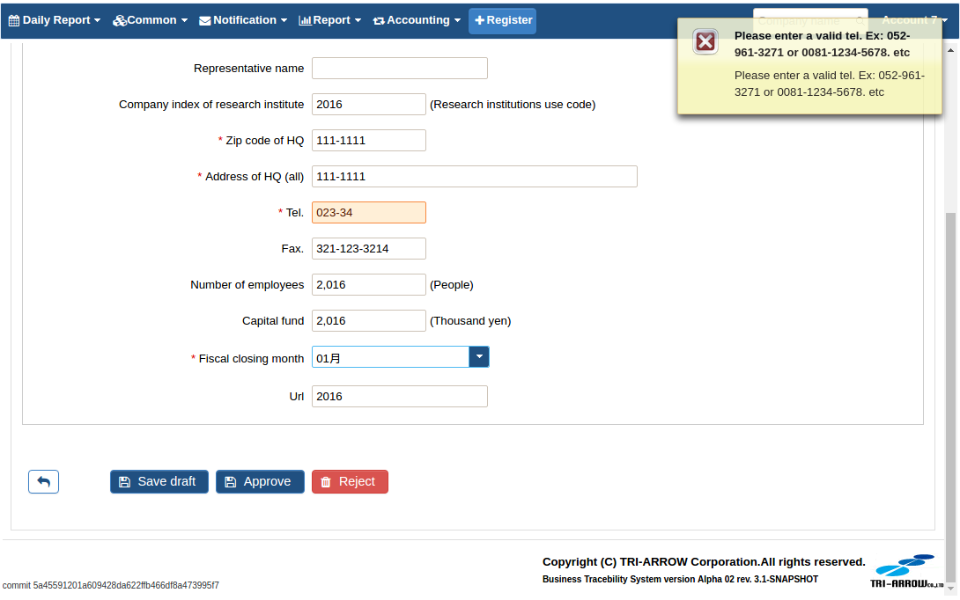 Daily Report Common Notification Report Accounting Register Company name Account 7
Please enter a valid tel. Ex: 052-
961-3271 or 0081-1234-5678. etc
Please enter a valid tel. Ex: 052-961-
3271 or 0081-1234-5678. etc
Representative name
Company index of research institute 2016 (Research institutions use code)
* Zip code of HQ 111-1111
* Address of HQ (all) 111-1111
* Tel. 023-34
Fax. 321-123-3214
Number of employees 2,016 (People)
Capital fund 2,016 (Thousand yen)
* Fiscal closing month 01月
Url 2016
Save draft Approve Reject
Copyright (C) TRI-ARROW Corporation.All rights reserved.
Business Tracebility System version Alpha 02 rev. 3.1-SNAPSHOT
TRI-ARROW CO.,LTD
commit 5a45591201a609428da622ffb466df8a473995f7